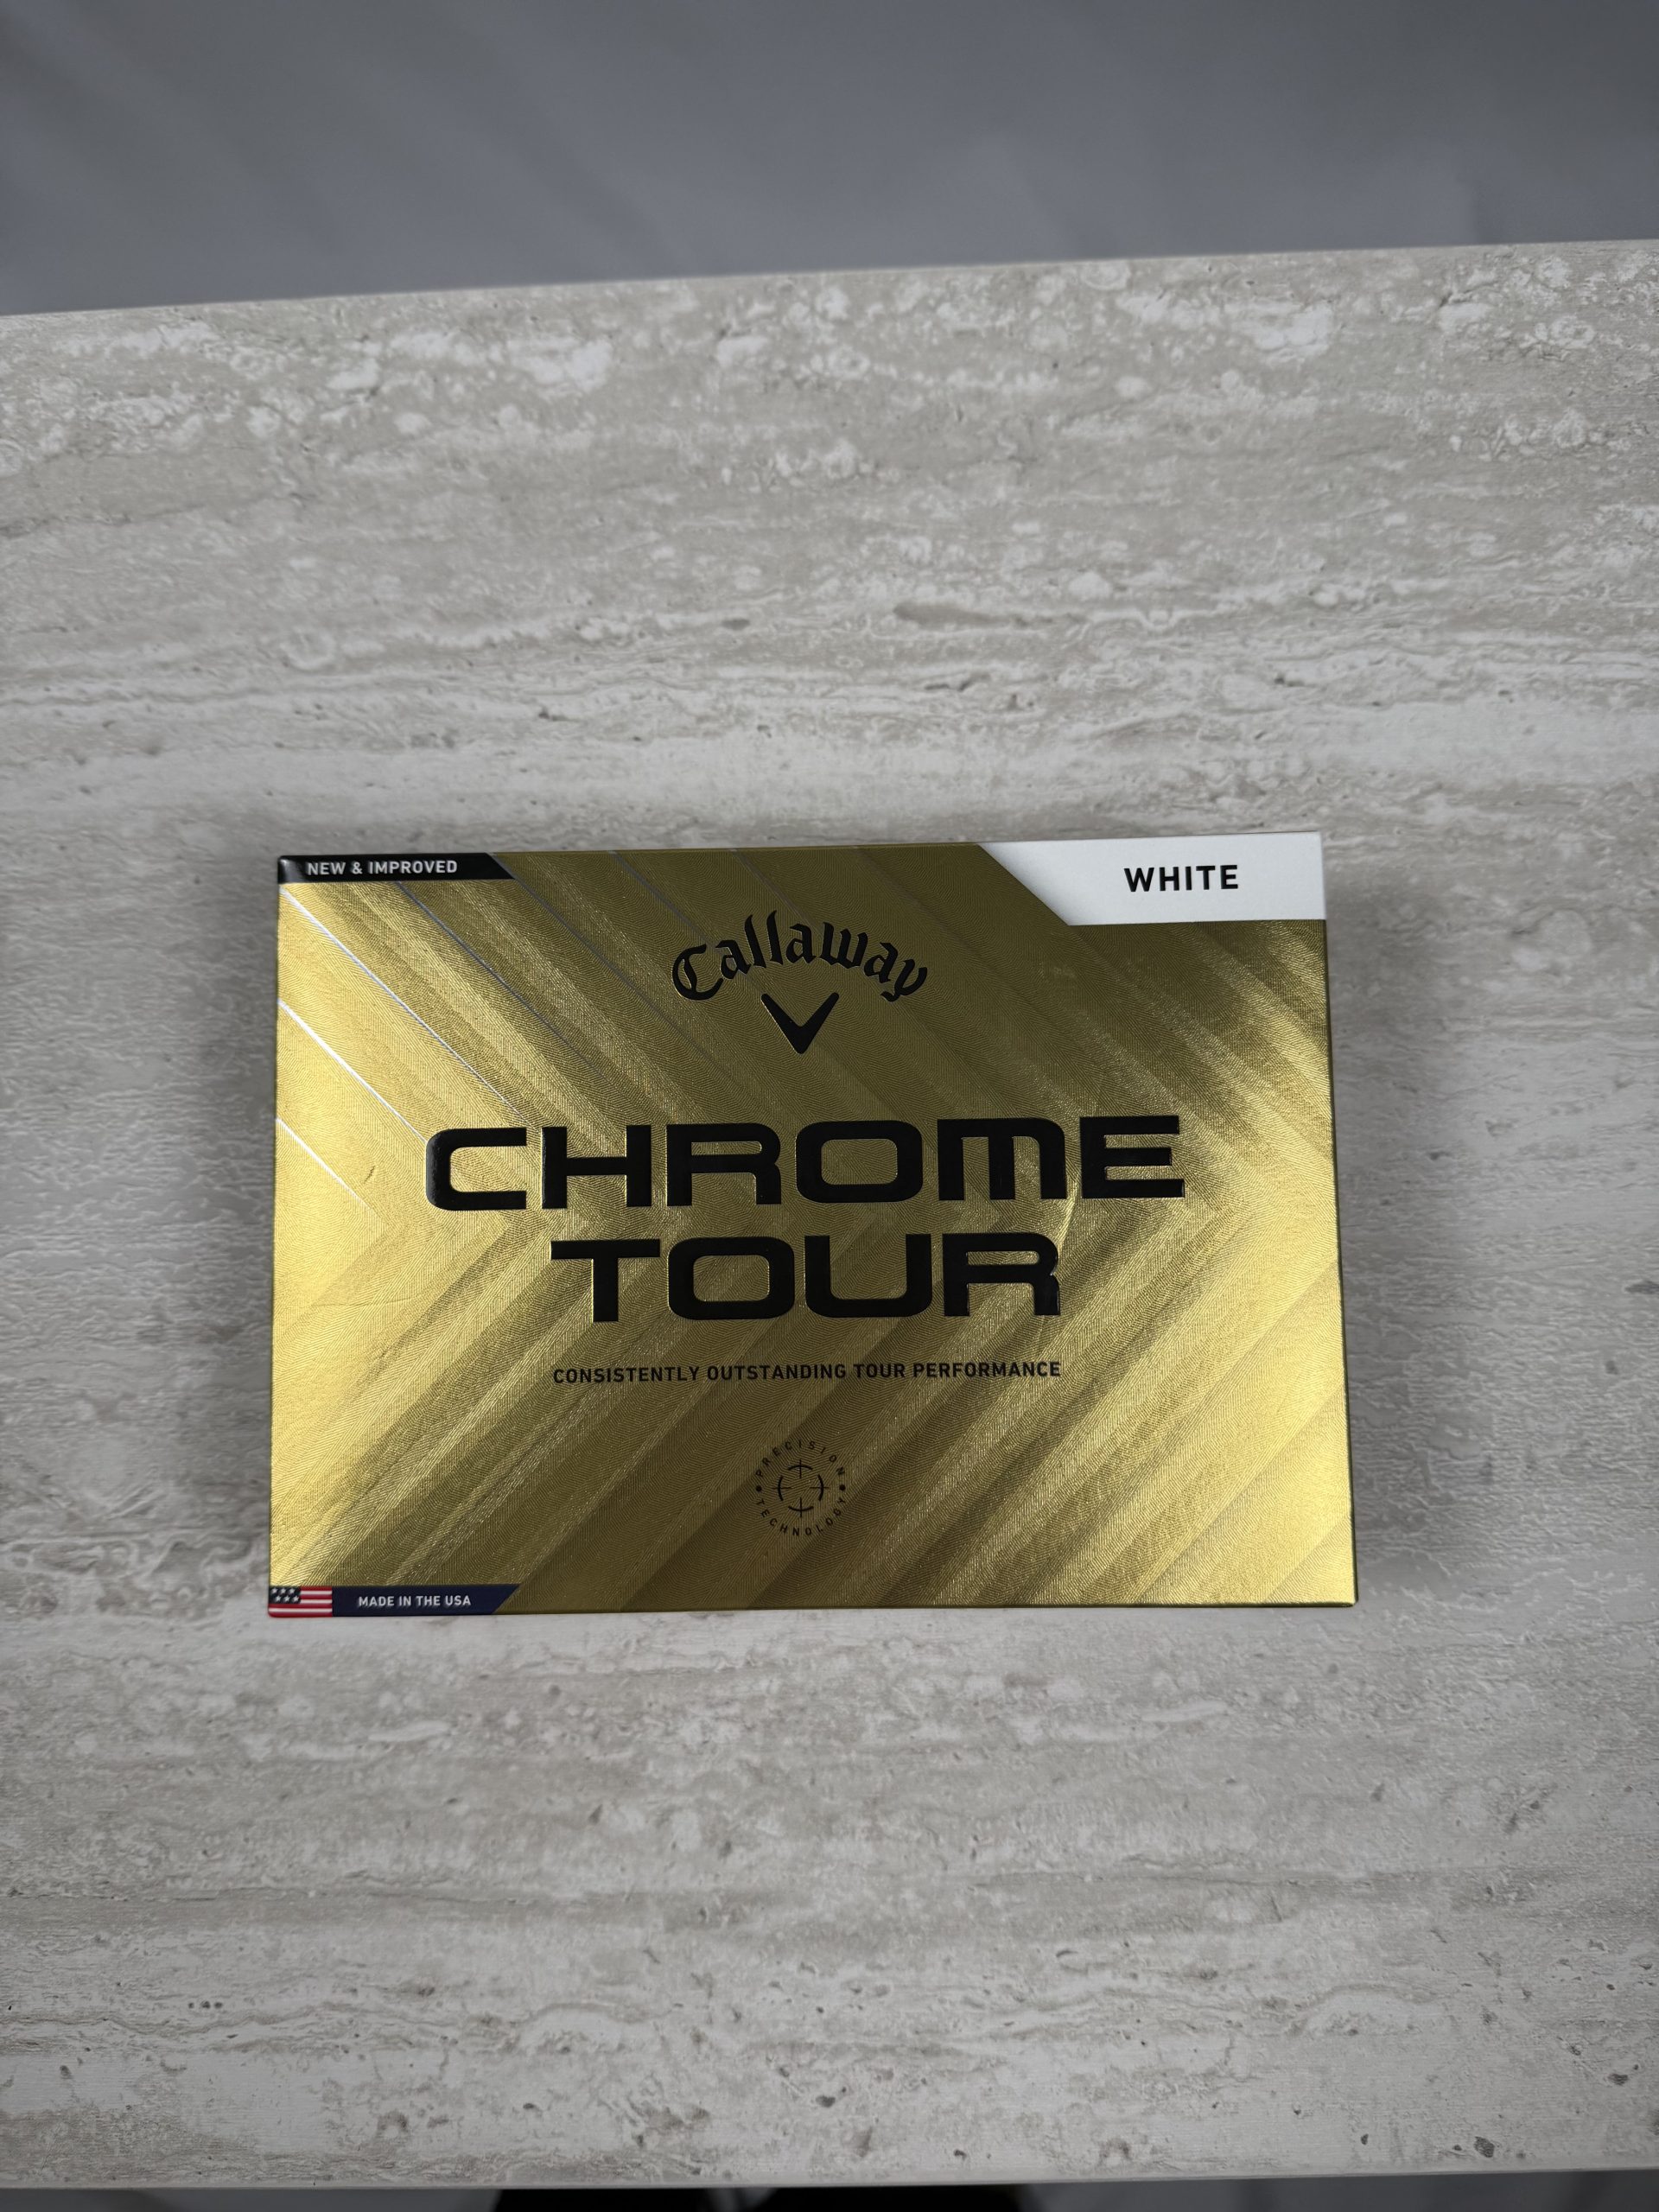 NEW & IMPROVED
WHITE
Callaway
CHROME
TOUR
CONSISTENTLY OUTSTANDING TOUR PERFORMANCE
PRECISION
TECHNOLOGY
MADE IN THE USA